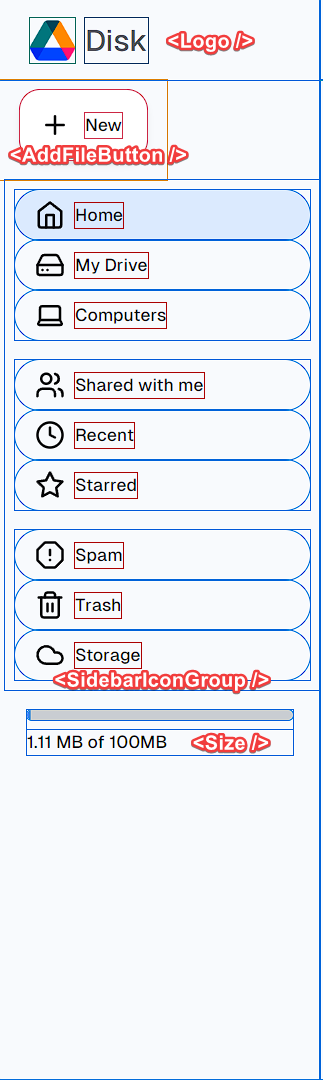 Disk
<Logo />
New
<AddFileButton />
Home
My Drive
Computers
Shared with me
Recent
Starred
Spam
Trash
Storage
<SidebarIconGroup />
1.11 MB of 100MB
<Size />